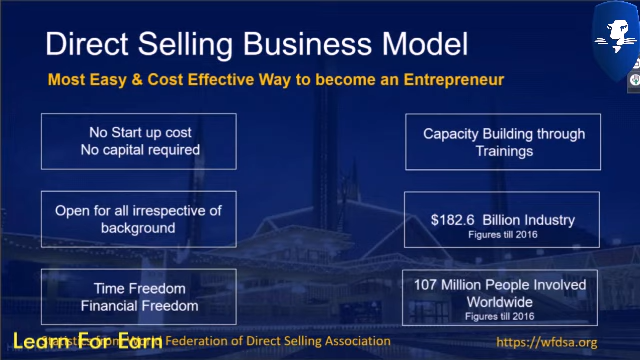 Direct Selling Business Model
Most Easy & Cost Effective Way to become an Entrepreneur
No Start up cost
No capital required
Capacity Building through
Trainings
Open for all irrespective of
background
$182.6 Billion Industry
Figures till 2016
Time Freedom
Financial Freedom
107 Million People Involved
Worldwide
Figures till 2016
Learn For Earn
Federation of Direct Selling Association
https://wfdsa.org